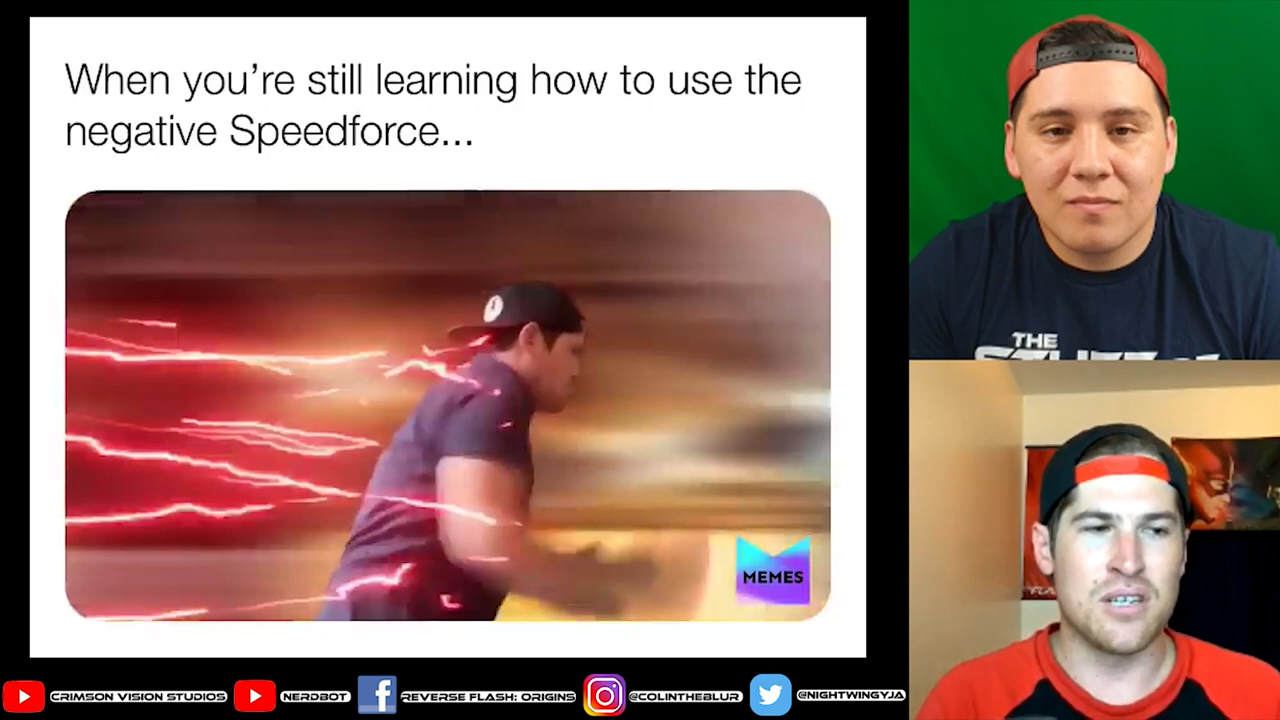 When you're still learning how to use the
negative Speedforce...
MEMES
THE
CRIMSON VISION STUDIOS
NERDBOT
REVERSE FLASH: ORIGINS
@COLINTHEBLUR
@NIGHTWINGYJA